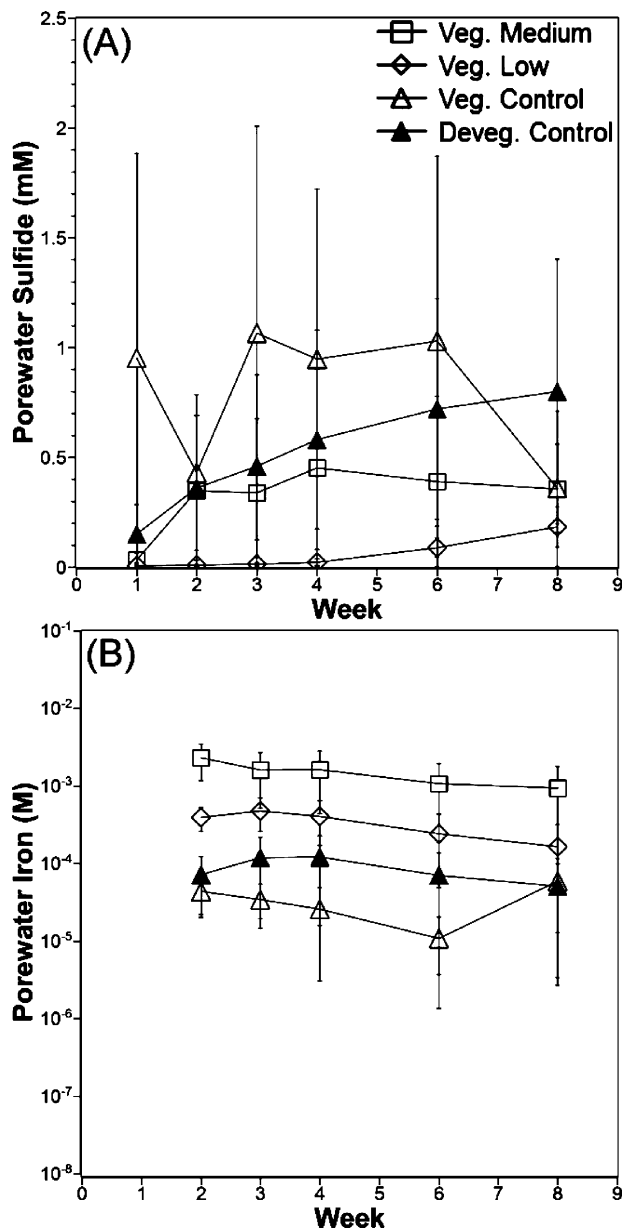 (A)
Veg. Medium
Veg. Low
Veg. Control
Deveg. Control
Porewater Sulfide (mM)
2.5
2
1.5
1
0.5
0
0 1 2 3 4 5 6 7 8 9
Week
(B)
Porewater Iron (M)
10-1
10-2
10-3
10-4
10-5
10-6
10-7
10-8
0 1 2 3 4 5 6 7 8 9
Week